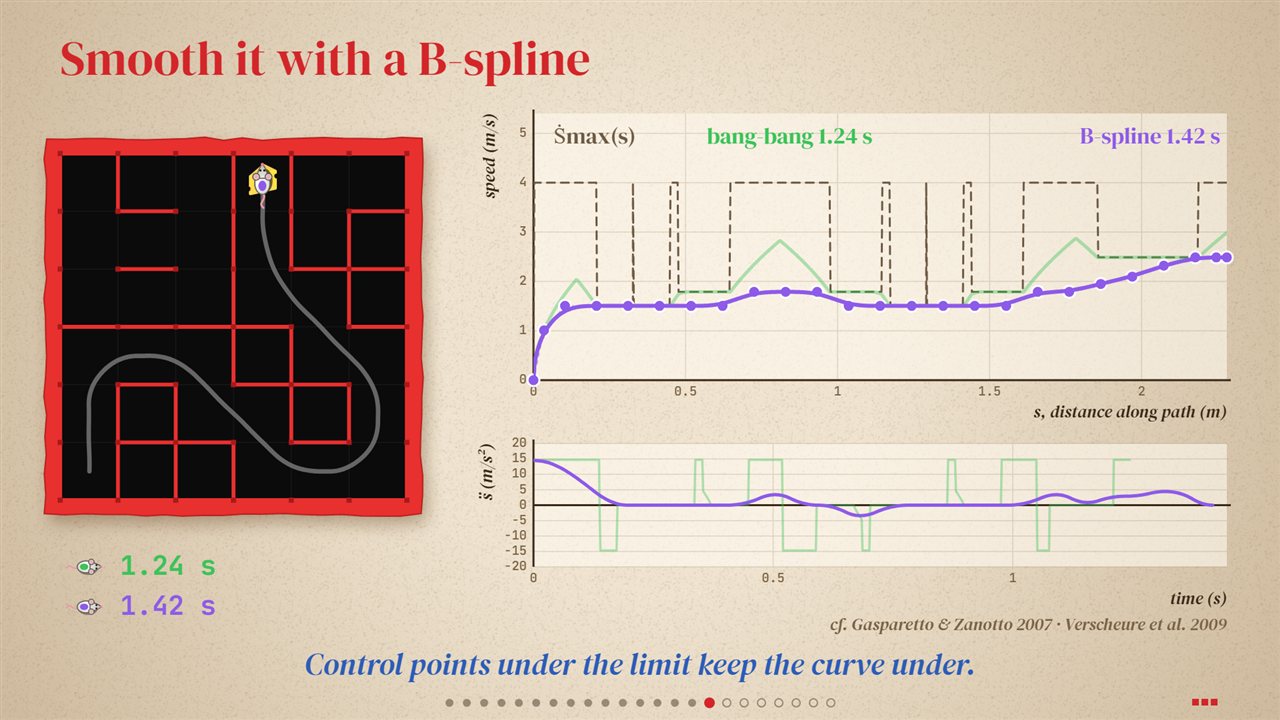 Smooth it with a B-spline
speed (m/s)
Ṡmax(s)
bang-bang 1.24 s
B-spline 1.42 s
5
4
3
2
1
0
0
0.5
1
1.5
2
s, distance along path (m)
s̈ (m/s²)
20
15
10
5
0
-5
-10
-15
-20
0
0.5
1
time (s)
1.24 s
1.42 s
cf. Gasparetto & Zanotto 2007 · Verscheure et al. 2009
Control points under the limit keep the curve under.